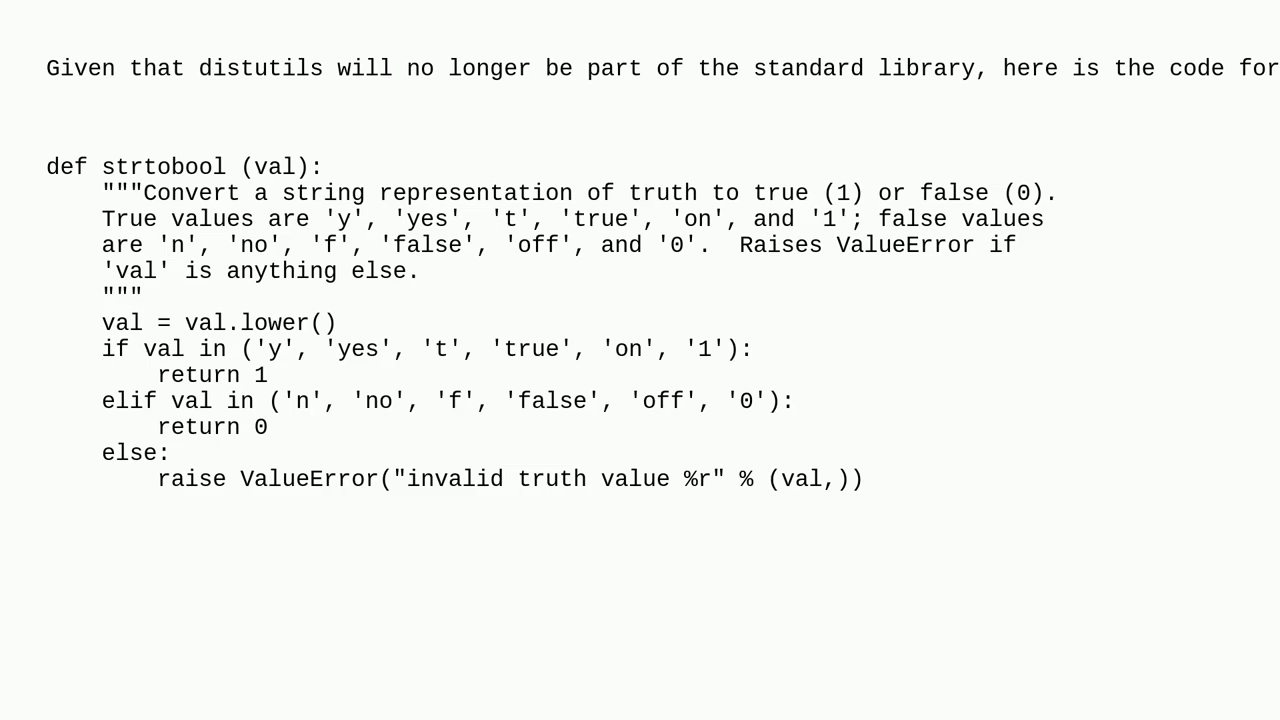 Given that distutils will no longer be part of the standard library, here is the code for
def strtobool (val):
    """Convert a string representation of truth to true (1) or false (0).
    True values are 'y', 'yes', 't', 'true', 'on', and '1'; false values
    are 'n', 'no', 'f', 'false', 'off', and '0'.  Raises ValueError if
    'val' is anything else.
    """
    val = val.lower()
    if val in ('y', 'yes', 't', 'true', 'on', '1'):
        return 1
    elif val in ('n', 'no', 'f', 'false', 'off', '0'):
        return 0
    else:
        raise ValueError("invalid truth value %r" % (val,))